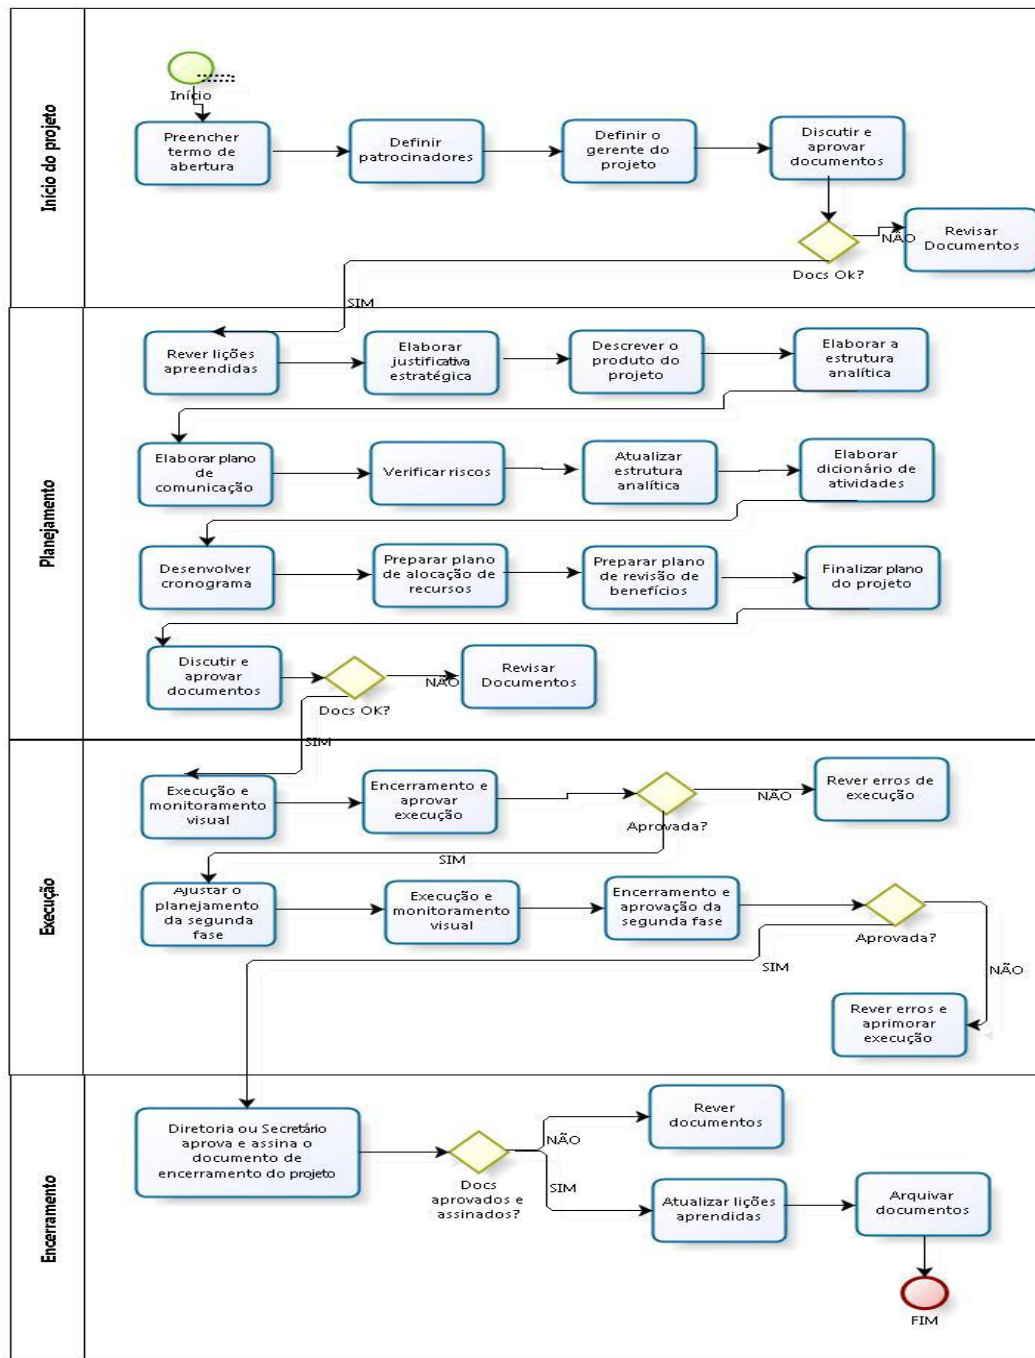 Início do projeto
Início
Preencher
termo de
abertura
Definir
patrocinadores
Definir o
gerente do
projeto
Discutir e
aprovar
documentos
NÃO
Revisar
Documentos
Docs Ok?
SIM
Planejamento
Rever lições
apreendidas
Elaborar
justificativa
estratégica
Descrever o
produto do
projeto
Elaborar a
estrutura
analítica
Elaborar plano
de
comunicação
Verificar riscos
Atualizar
estrutura
analítica
Elaborar
dicionário de
atividades
Desenvolver
cronograma
Preparar plano
de alocação de
recursos
Preparar plano
de revisão de
benefícios
Finalizar plano
do projeto
Discutir e
aprovar
documentos
Docs OK?
NÃO
Revisar
Documentos
SIM
Execução
Execução e
monitoramento
visual
Encerramento e
aprovar
execução
Aprovada?
NÃO
Rever erros de
execução
SIM
Ajustar o
planejamento
da segunda
fase
Execução e
monitoramento
visual
Encerramento e
aprovação da
segunda fase
Aprovada?
SIM
NÃO
Rever erros e
aprimorar
execução
Encerramento
Diretoria ou Secretário
aprova e assina o
documento de
encerramento do projeto
Docs
aprovados e
assinados?
NÃO
Rever
documentos
SIM
Atualizar lições
aprendidas
Arquivar
documentos
FIM